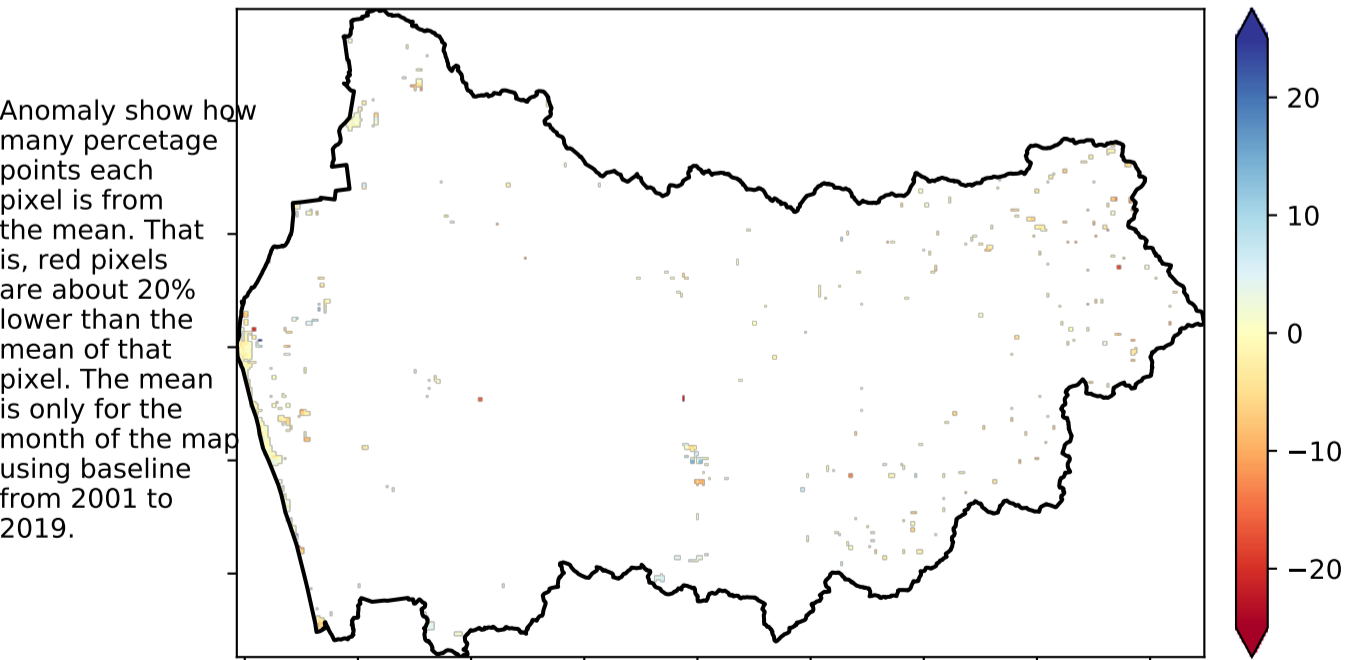 Anomaly show how
many percetage
points each
pixel is from
the mean. That
is, red pixels
are about 20%
lower than the
mean of that
pixel. The mean
is only for the
month of the map
using baseline
from 2001 to
2019.
20
10
0
−10
−20